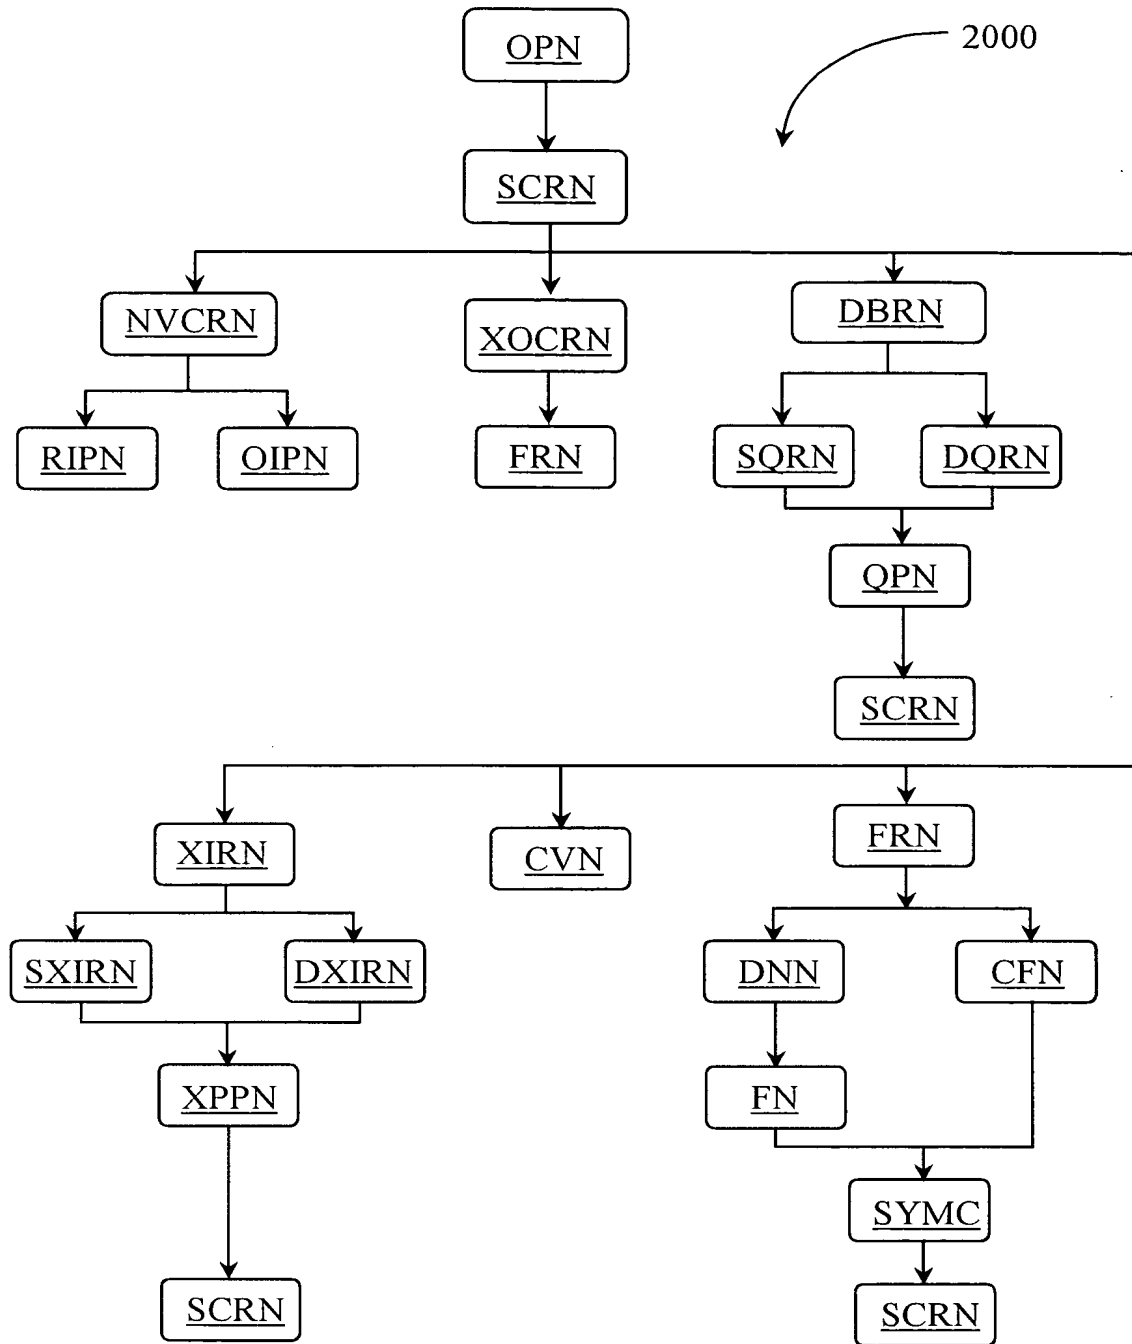 OPN
2000
SCRN
NVCRN
XOCRN
DBRN
RIPN
OIPN
FRN
SQRN
DQRN
QPN
SCRN
XIRN
CVN
FRN
SXIRN
DXIRN
DNN
CFN
XPPN
FN
SYMC
SCRN
SCRN